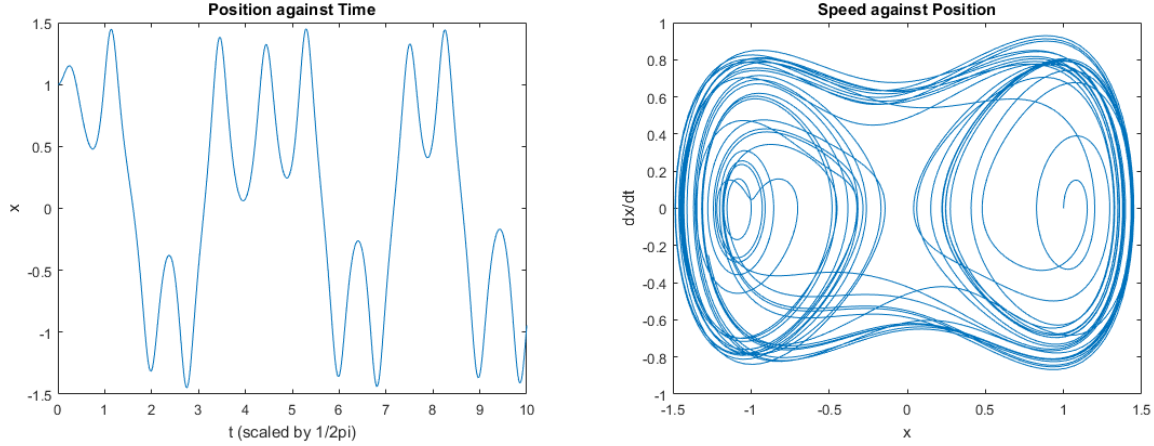 Position against Time
1.5
1
0.5
0
-0.5
-1
-1.5
x
0 1 2 3 4 5 6 7 8 9 10
t (scaled by 1/2pi)
Speed against Position
1
0.8
0.6
0.4
0.2
0
-0.2
-0.4
-0.6
-0.8
-1
dx/dt
-1.5 -1 -0.5 0 0.5 1 1.5
x